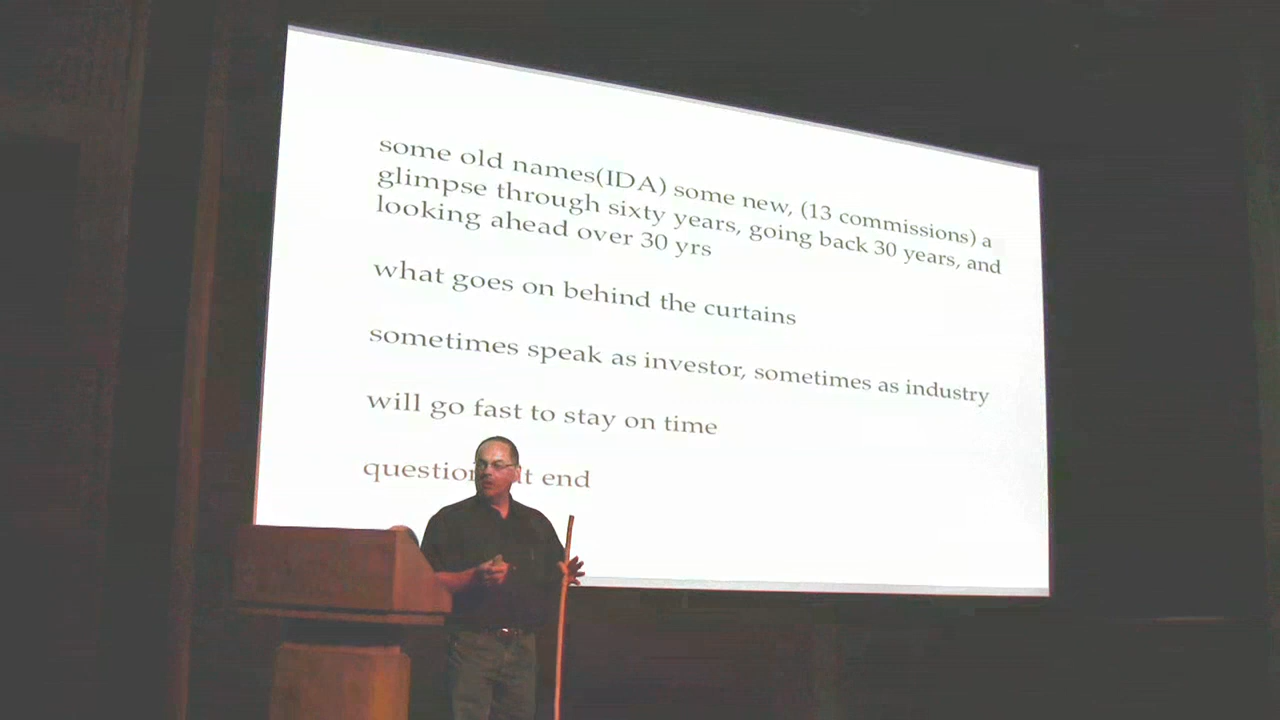 some old names(IDA) some new, (13 commissions) a
glimpse through sixty years, going back 30 years, and
looking ahead over 30 yrs
what goes on behind the curtains
sometimes speak as investor, sometimes as industry
will go fast to stay on time
end